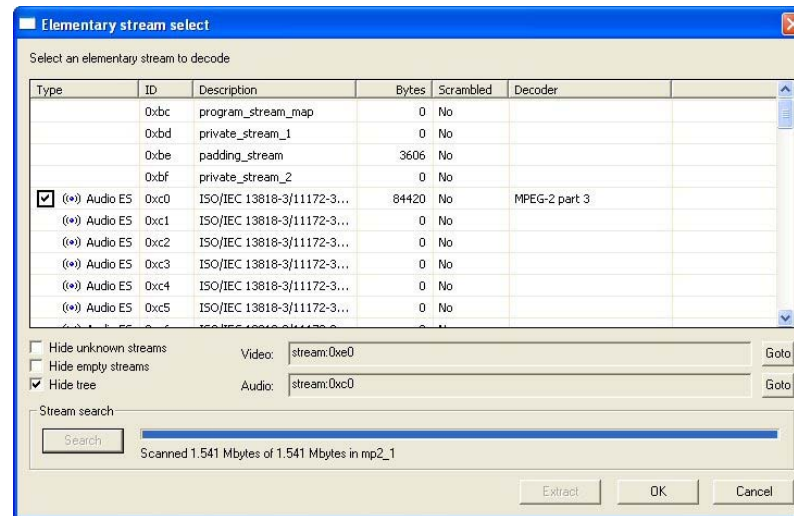 Elementary stream select
Select an elementary stream to decode
Type ID Description Bytes Scrambled Decoder
0xbc program_stream_map 0 No
0xbd private_stream_1 0 No
0xbe padding_stream 3606 No
0xbf private_stream_2 0 No
((•)) Audio ES 0xc0 ISO/IEC 13818-3/11172-3... 84420 No MPEG-2 part 3
((•)) Audio ES 0xc1 ISO/IEC 13818-3/11172-3... 0 No
((•)) Audio ES 0xc2 ISO/IEC 13818-3/11172-3... 0 No
((•)) Audio ES 0xc3 ISO/IEC 13818-3/11172-3... 0 No
((•)) Audio ES 0xc4 ISO/IEC 13818-3/11172-3... 0 No
((•)) Audio ES 0xc5 ISO/IEC 13818-3/11172-3... 0 No
Hide unknown streams
Hide empty streams
Hide tree
Video: stream:0xe0 Goto
Audio: stream:0xc0 Goto
Stream search
Search
Scanned 1.541 Mbytes of 1.541 Mbytes in mp2_1
Extract OK Cancel